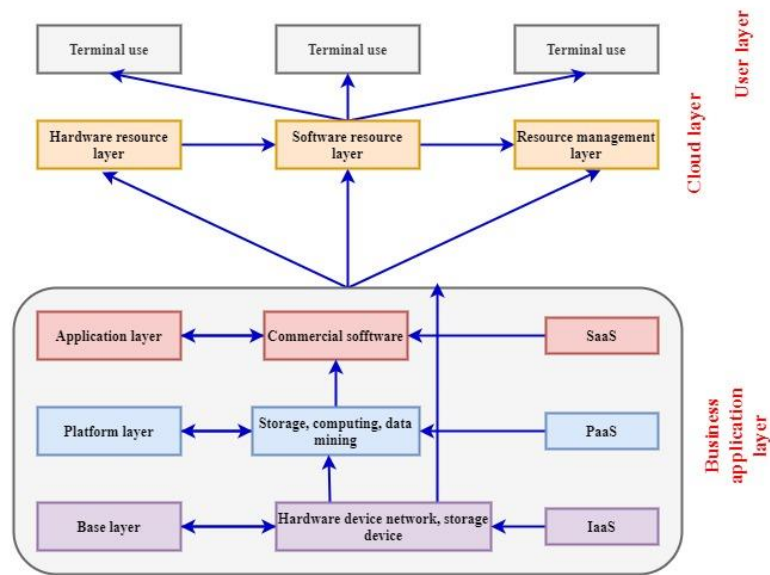 Terminal use
Terminal use
Terminal use
User layer
Hardware resource
layer
Software resource
layer
Resource management
layer
Cloud layer
Application layer
Commercial sofftware
SaaS
Platform layer
Storage, computing, data
mining
PaaS
Business
application
layer
Base layer
Hardware device network, storage
device
IaaS